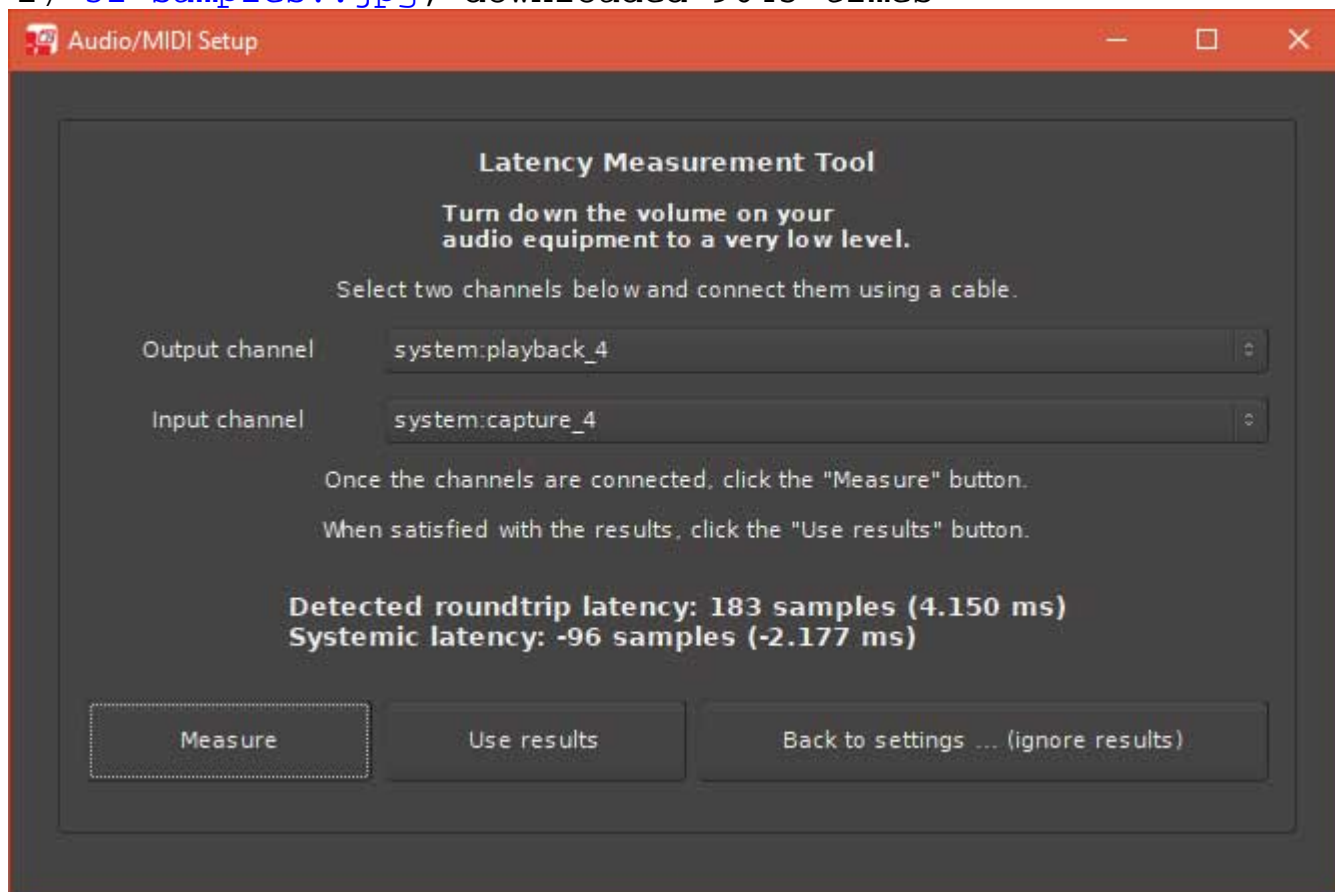 Audio/MIDI Setup
Latency Measurement Tool
Turn down the volume on your
audio equipment to a very low level.
Select two channels below and connect them using a cable.
Output channel system:playback_4
Input channel system:capture_4
Once the channels are connected, click the "Measure" button.
When satisfied with the results, click the "Use results" button.
Detected roundtrip latency: 183 samples (4.150 ms)
Systemic latency: -96 samples (-2.177 ms)
Measure Use results Back to settings ... (ignore results)